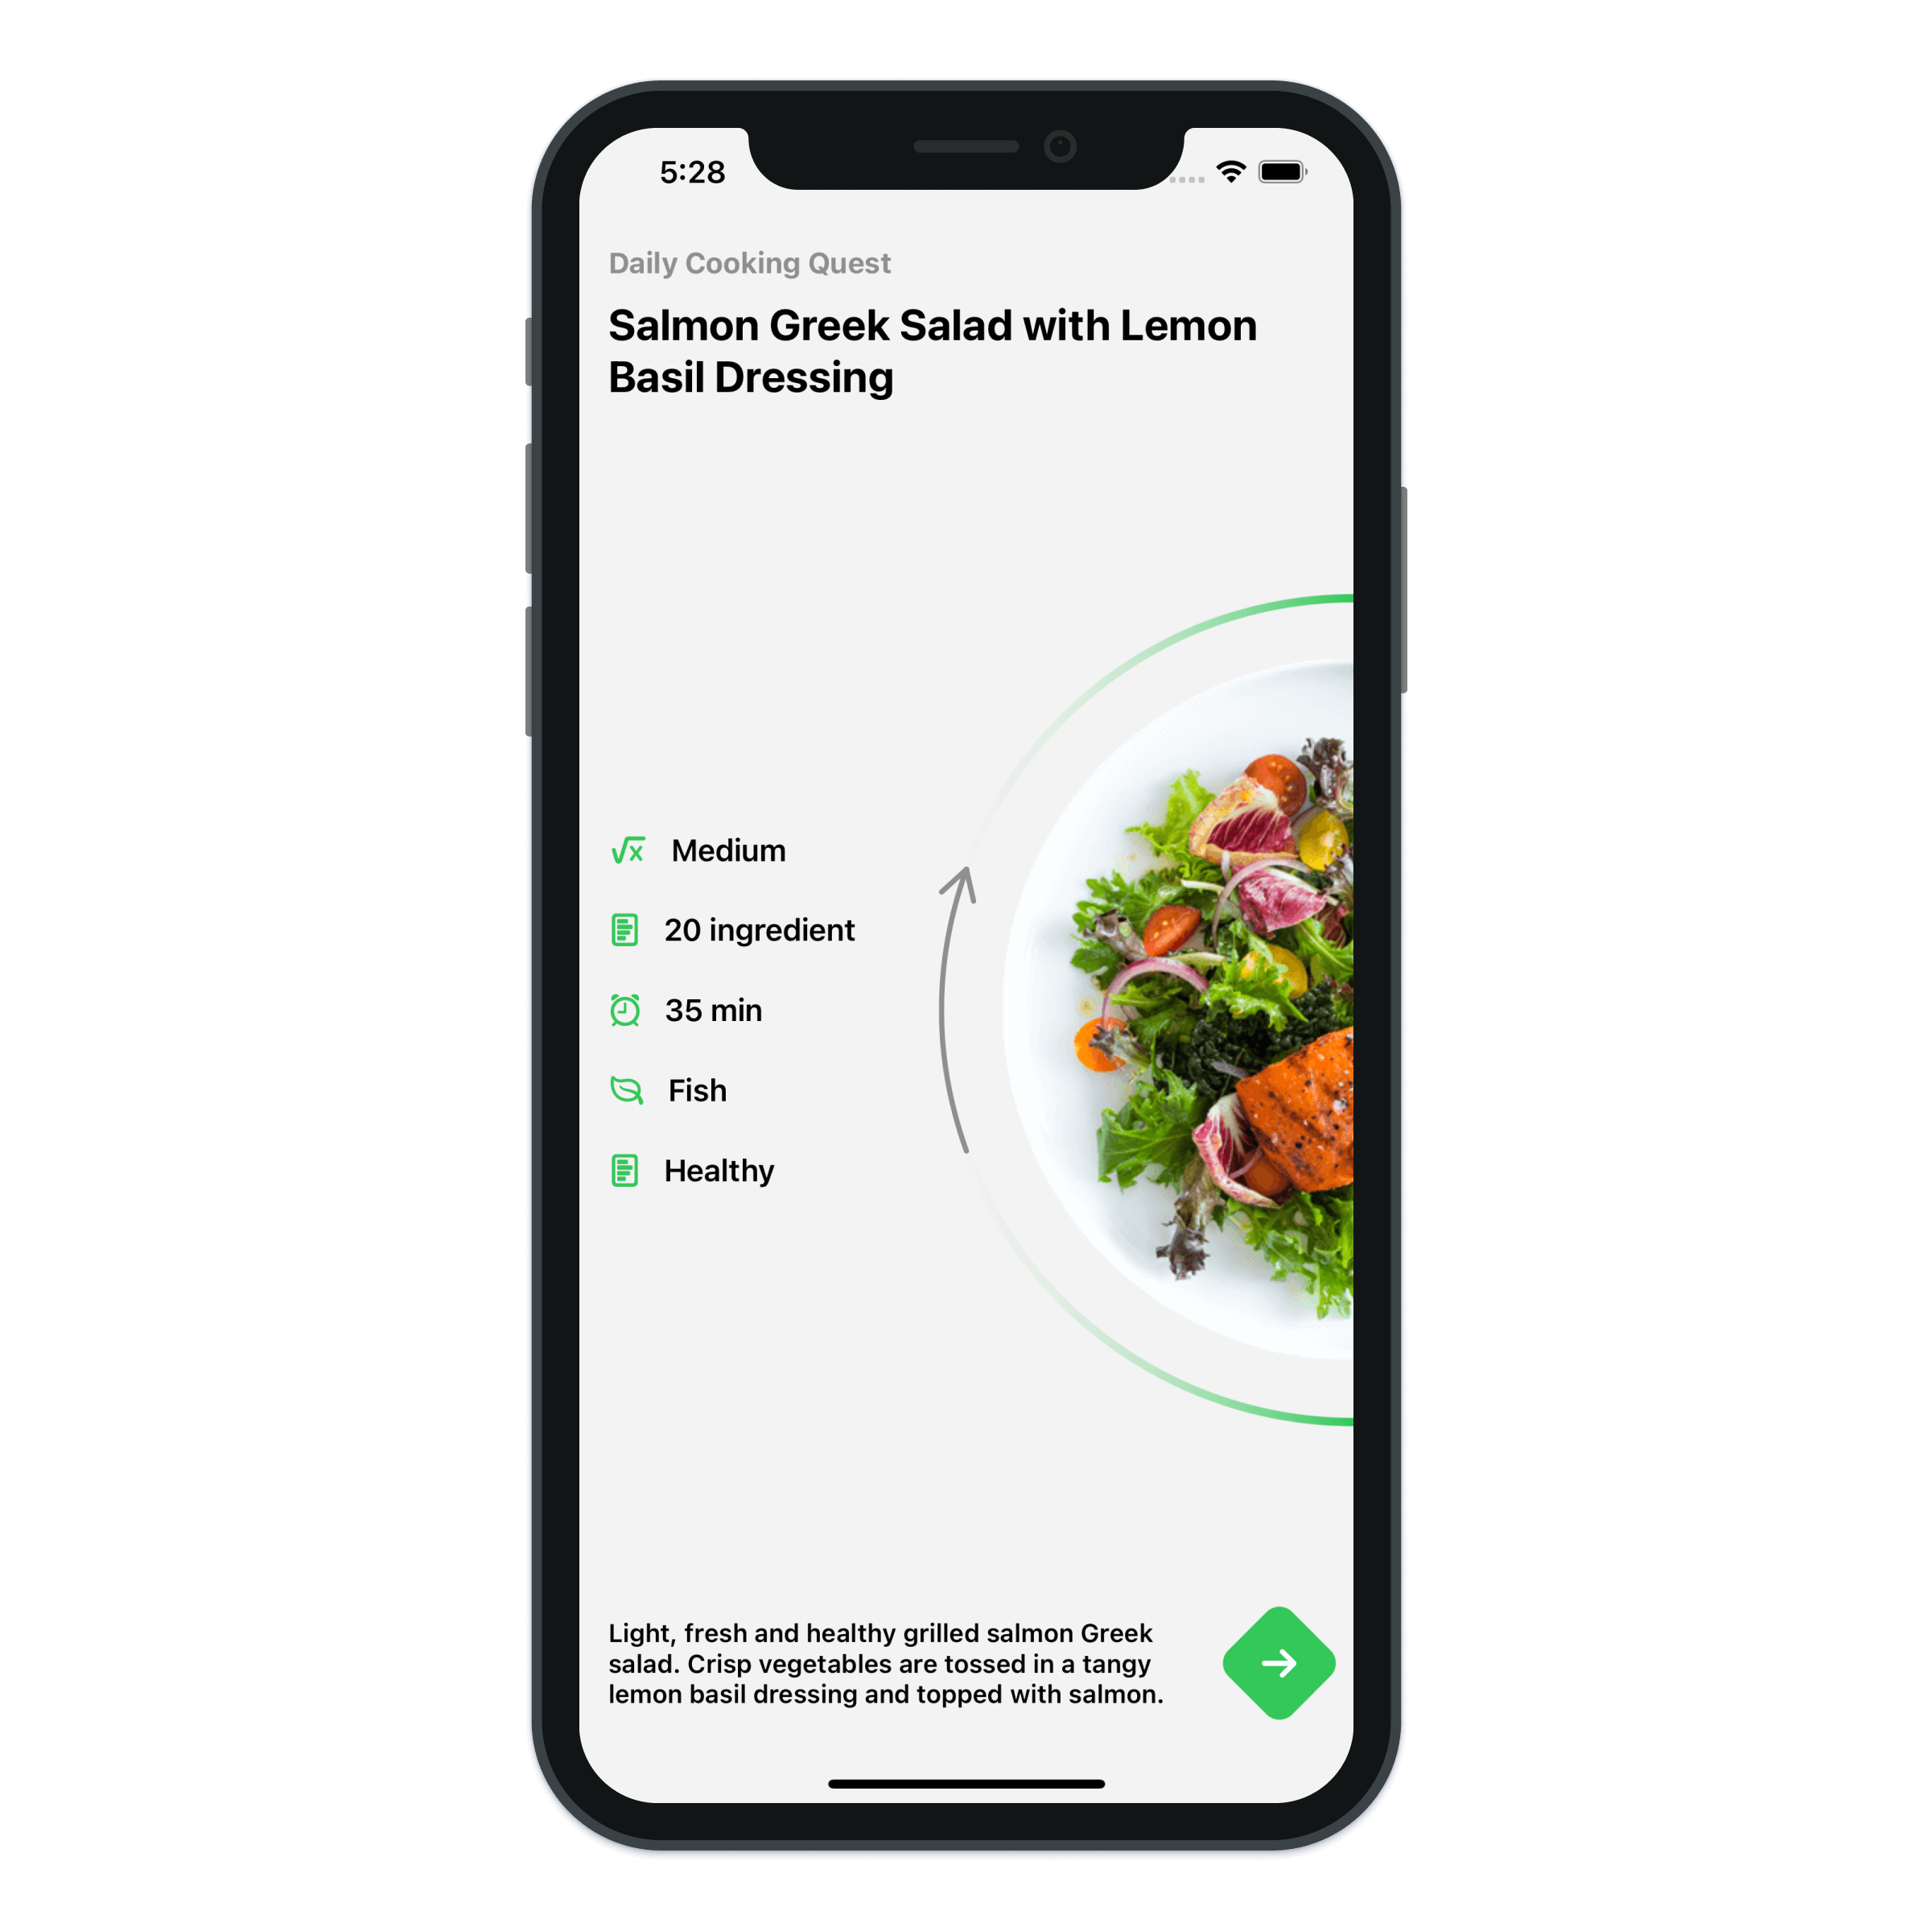 5:28
Daily Cooking Quest
Salmon Greek Salad with Lemon
Basil Dressing
Medium
20 ingredient
35 min
Fish
Healthy
Light, fresh and healthy grilled salmon Greek
salad. Crisp vegetables are tossed in a tangy
lemon basil dressing and topped with salmon.